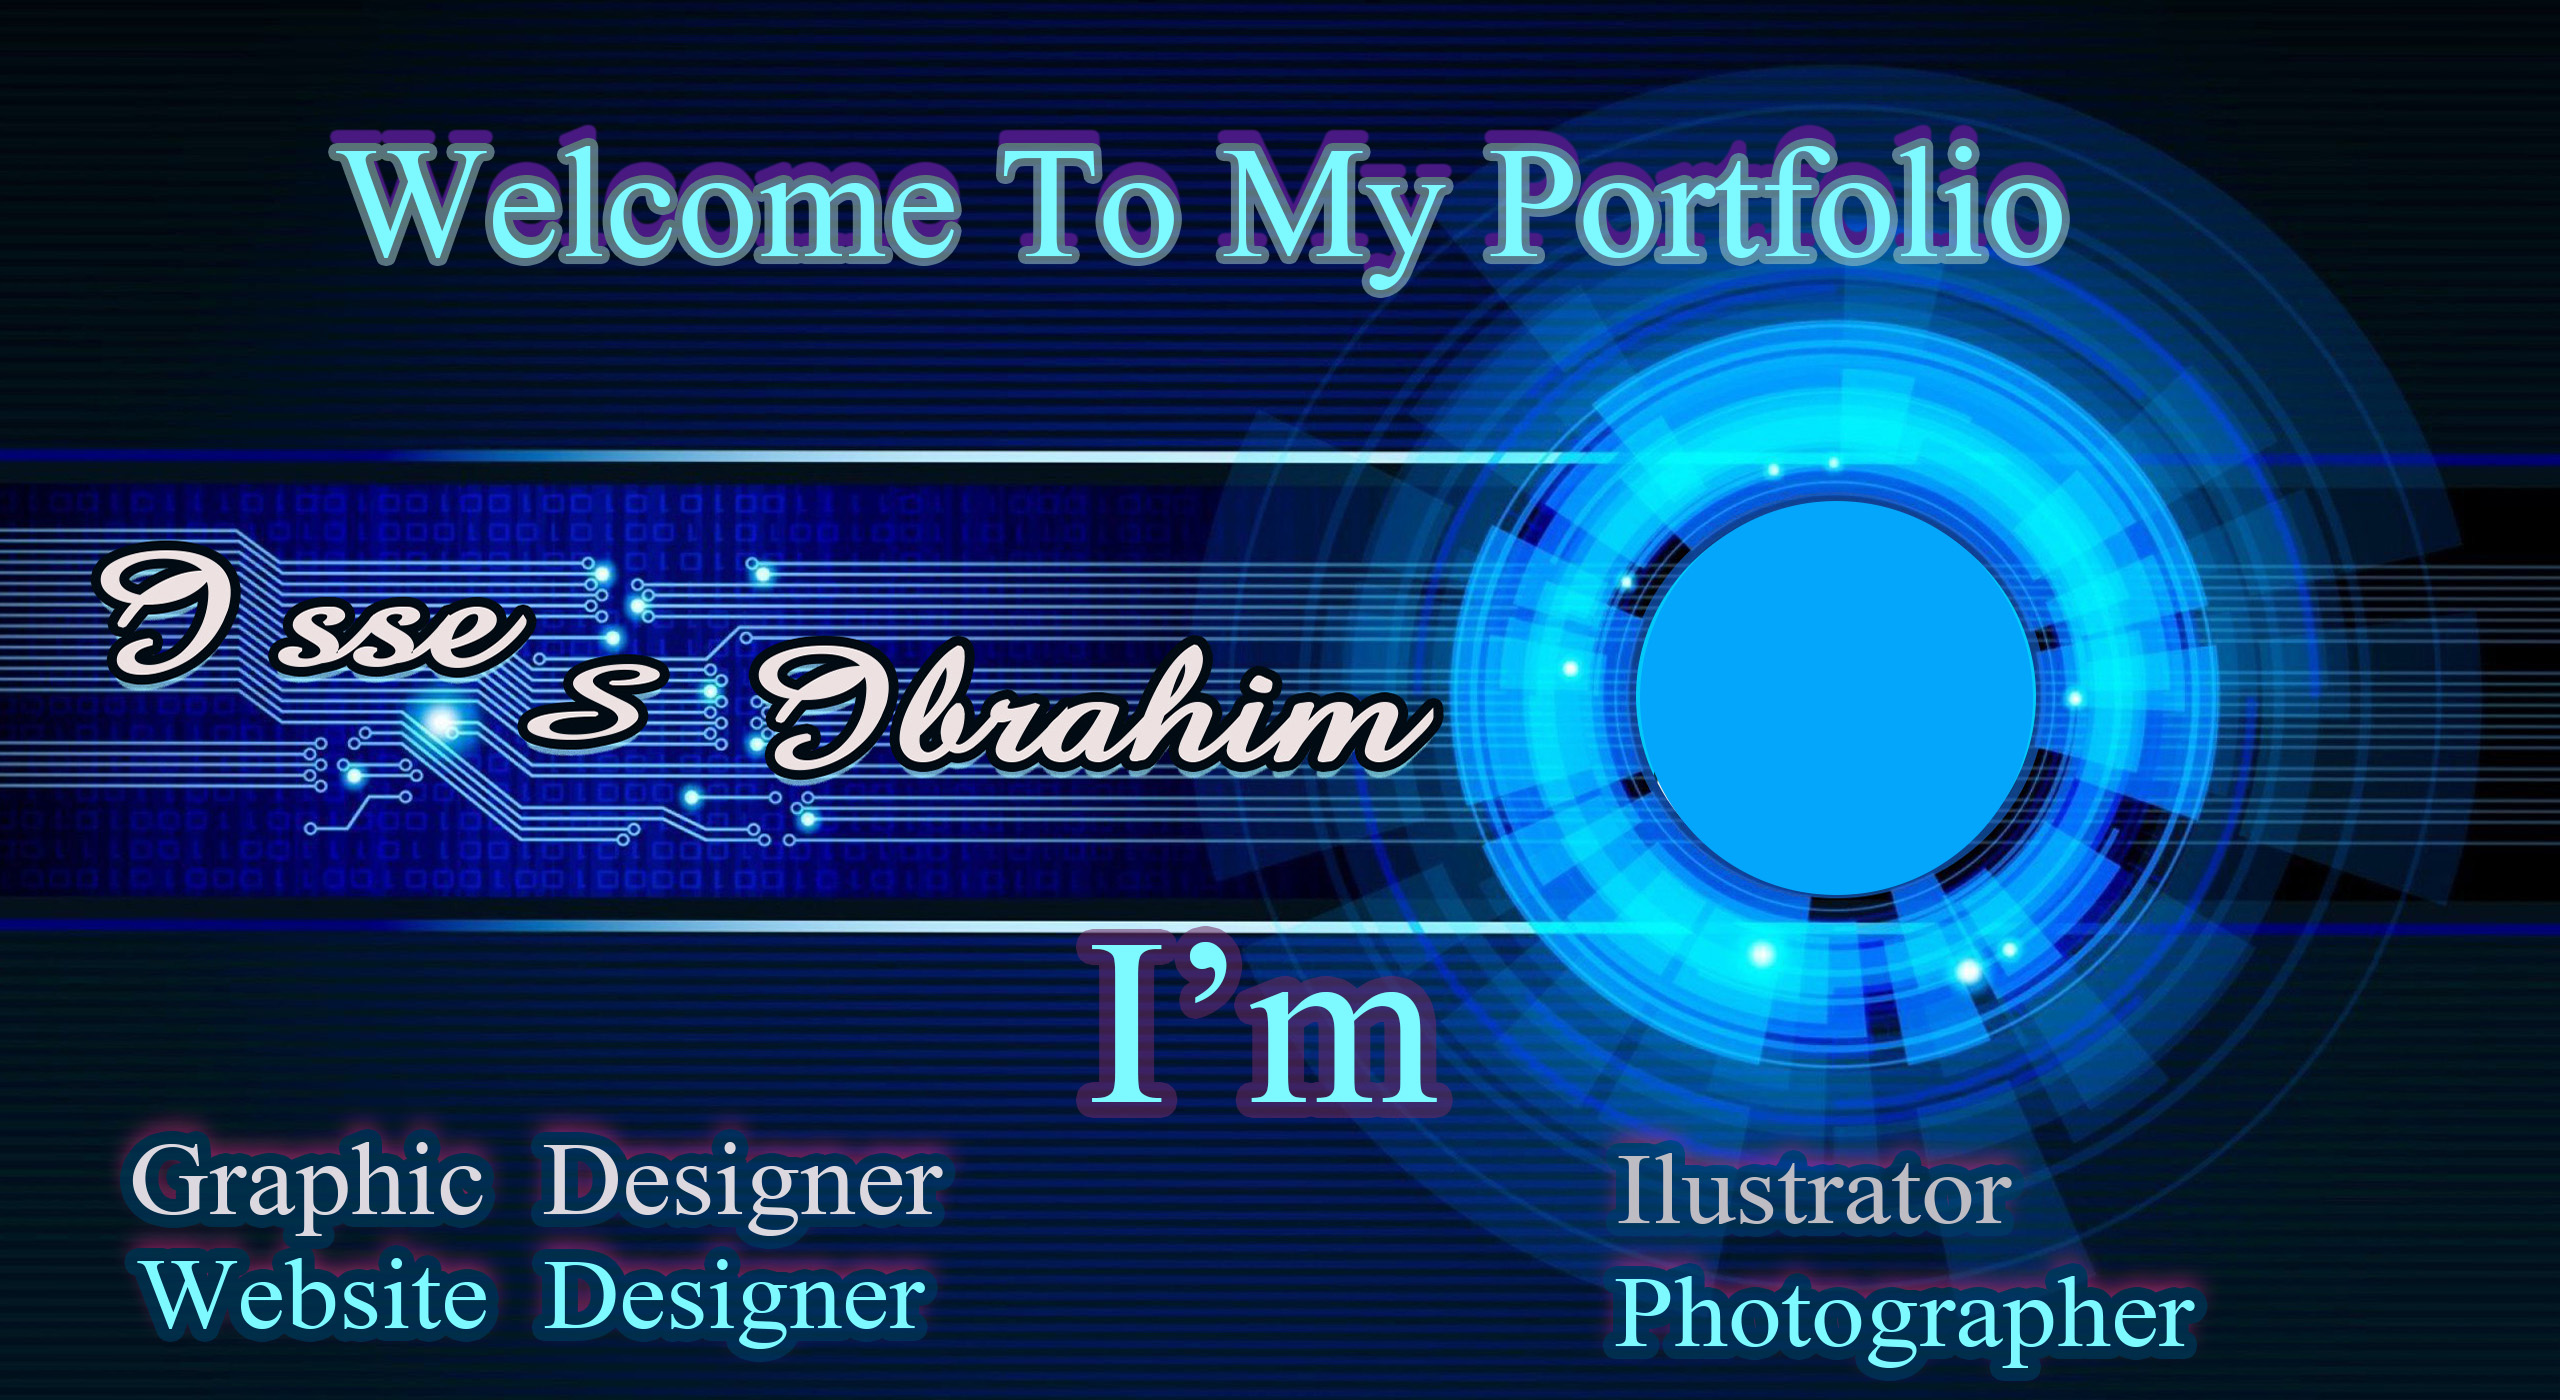 Welcome To My Portfolio
Isse S Ibrahim
I'm
Graphic Designer
Ilustrator
Website Designer
Photographer